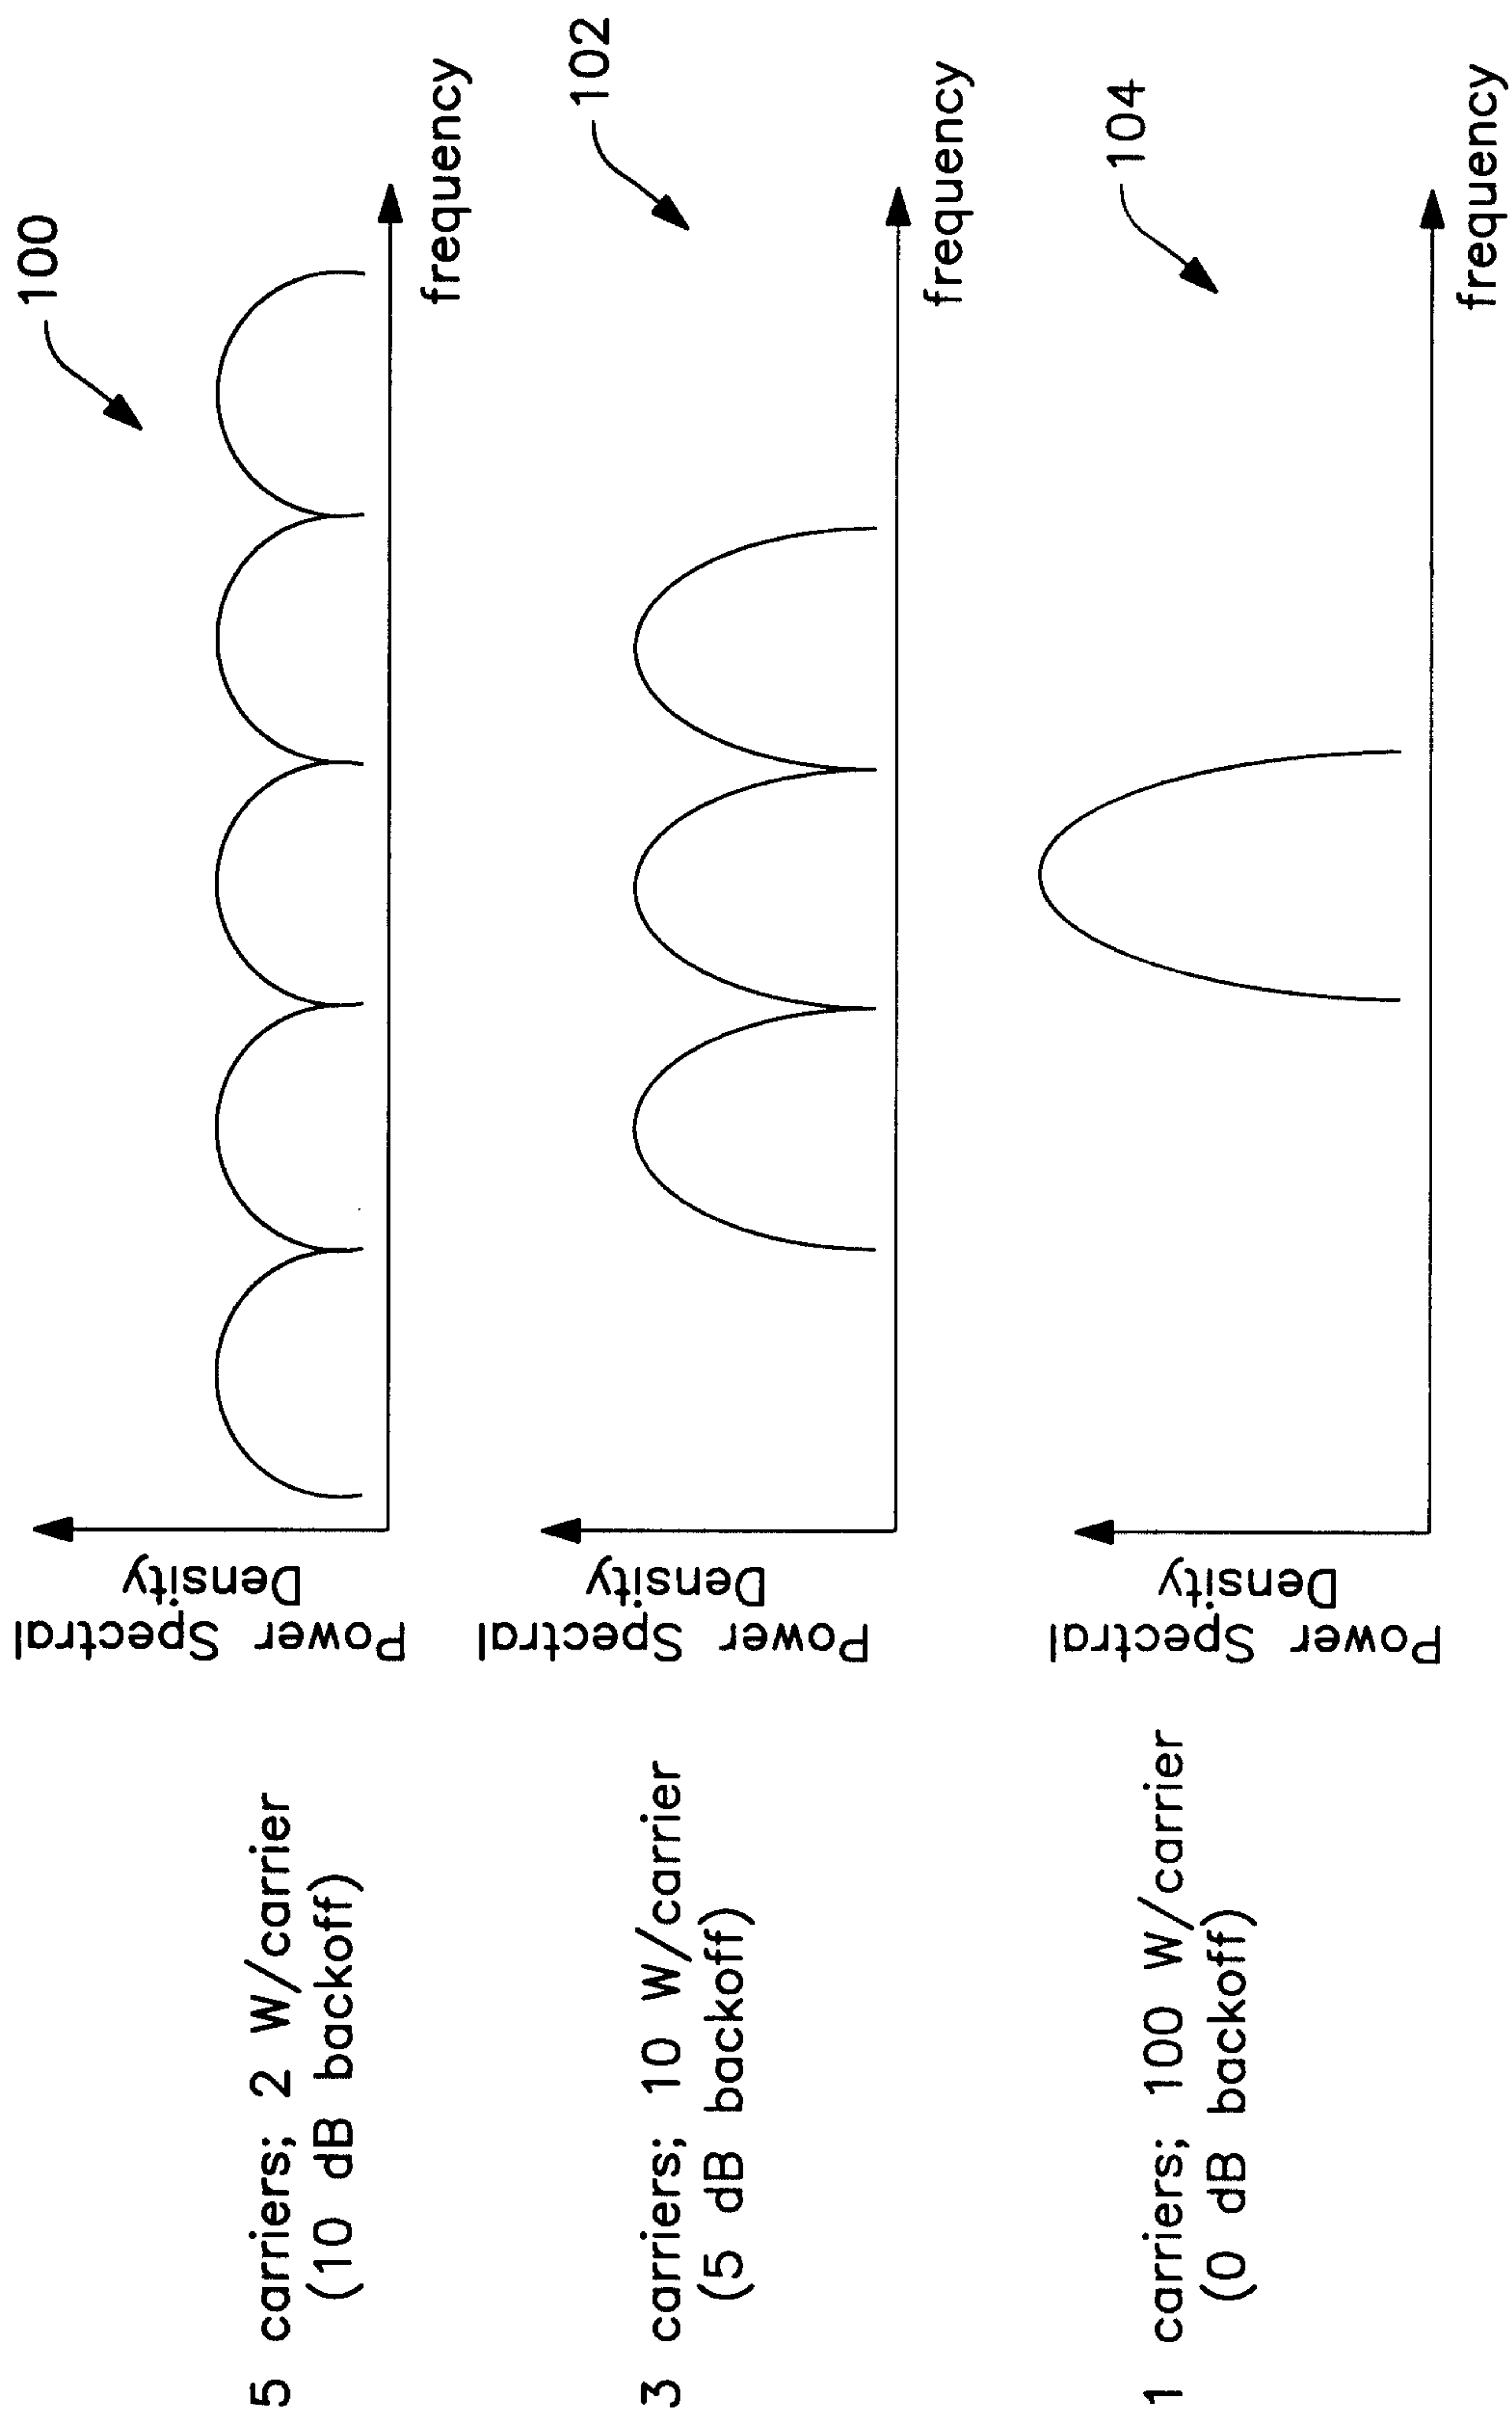 5 carriers; 2 W/carrier
(10 dB backoff)
Power Spectral
Density
100
frequency
3 carriers; 10 W/carrier
(5 dB backoff)
Power Spectral
Density
102
frequency
1 carriers; 100 W/carrier
(0 dB backoff)
Power Spectral
Density
104
frequency